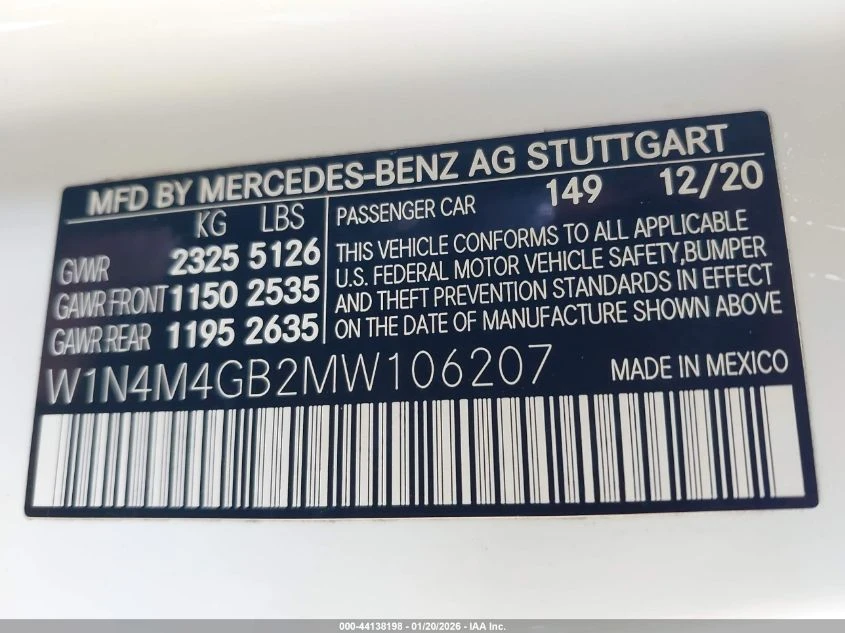 MFD BY MERCEDES-BENZ AG STUTTGART
KG LBS
GVWR 2325 5126
GAWR FRONT 1150 2535
GAWR REAR 1195 2635
PASSENGER CAR 149 12/20
THIS VEHICLE CONFORMS TO ALL APPLICABLE
U.S. FEDERAL MOTOR VEHICLE SAFETY,BUMPER
AND THEFT PREVENTION STANDARDS IN EFFECT
ON THE DATE OF MANUFACTURE SHOWN ABOVE
W1N4M4GB2MW106207 MADE IN MEXICO
000-44138198 - 01/20/2026 - IAA Inc.